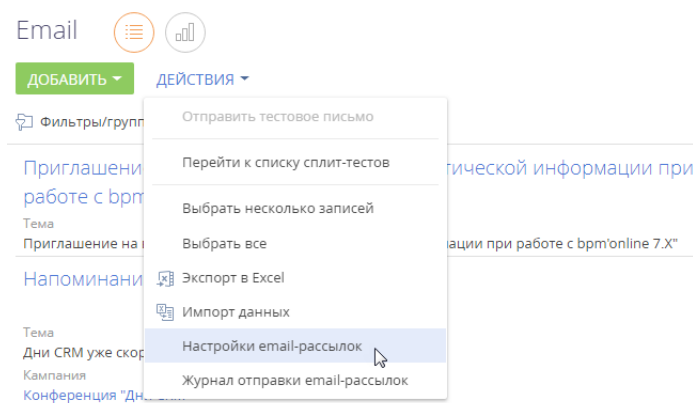 Email
ДОБАВИТЬ ДЕЙСТВИЯ
Фильтры/групп
Отправить тестовое письмо
Перейти к списку сплит-тестов
Выбрать несколько записей
Выбрать все
Экспорт в Excel
Импорт данных
Настройки email-рассылок
Журнал отправки email-рассылок
Приглашени тической информации при
работе с bpm
Тема
Приглашение на ации при работе с bpm'online 7.X"
Напоминани
Тема
Дни CRM уже скор
Кампания
Конференция "Дн